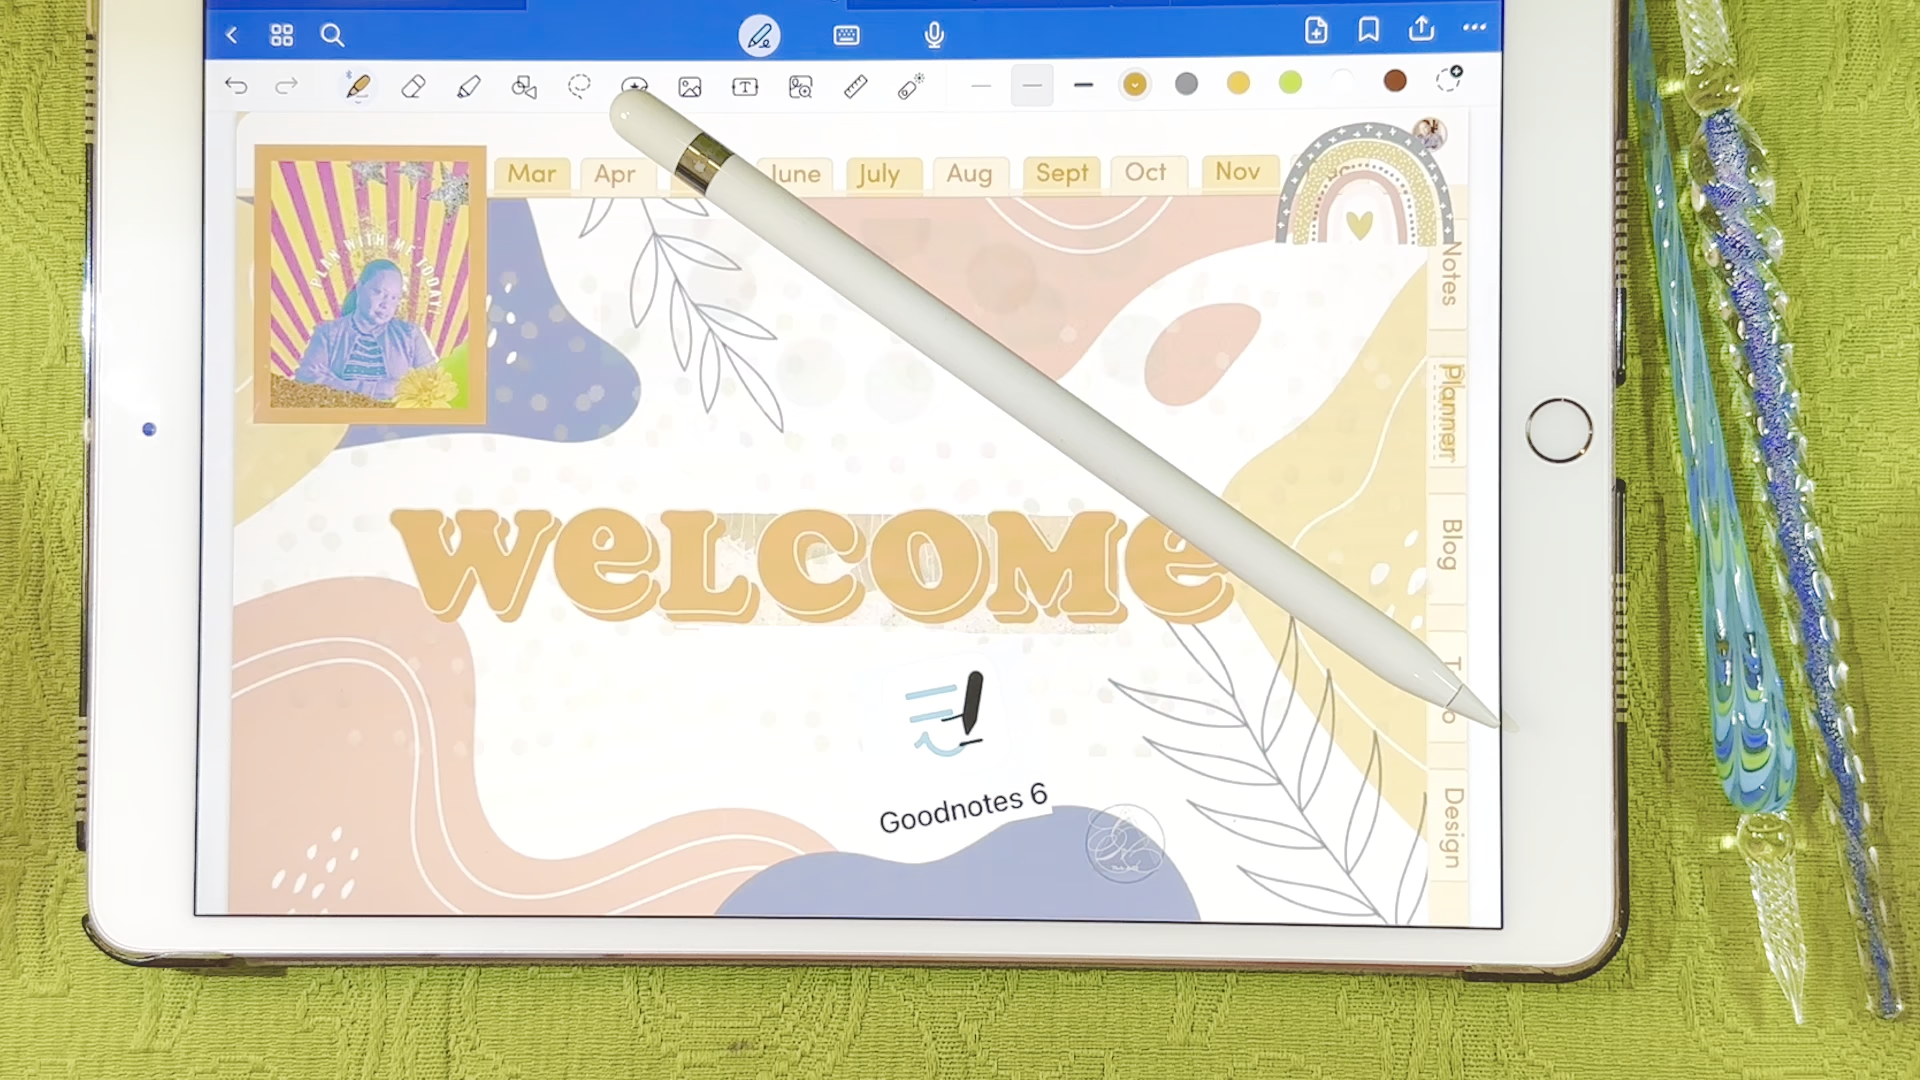 Mar Apr June July Aug Sept Oct Nov
PLAN WITH ME TODAY!
Notes
Planner
Blog
WELCOME
Goodnotes 6
Design